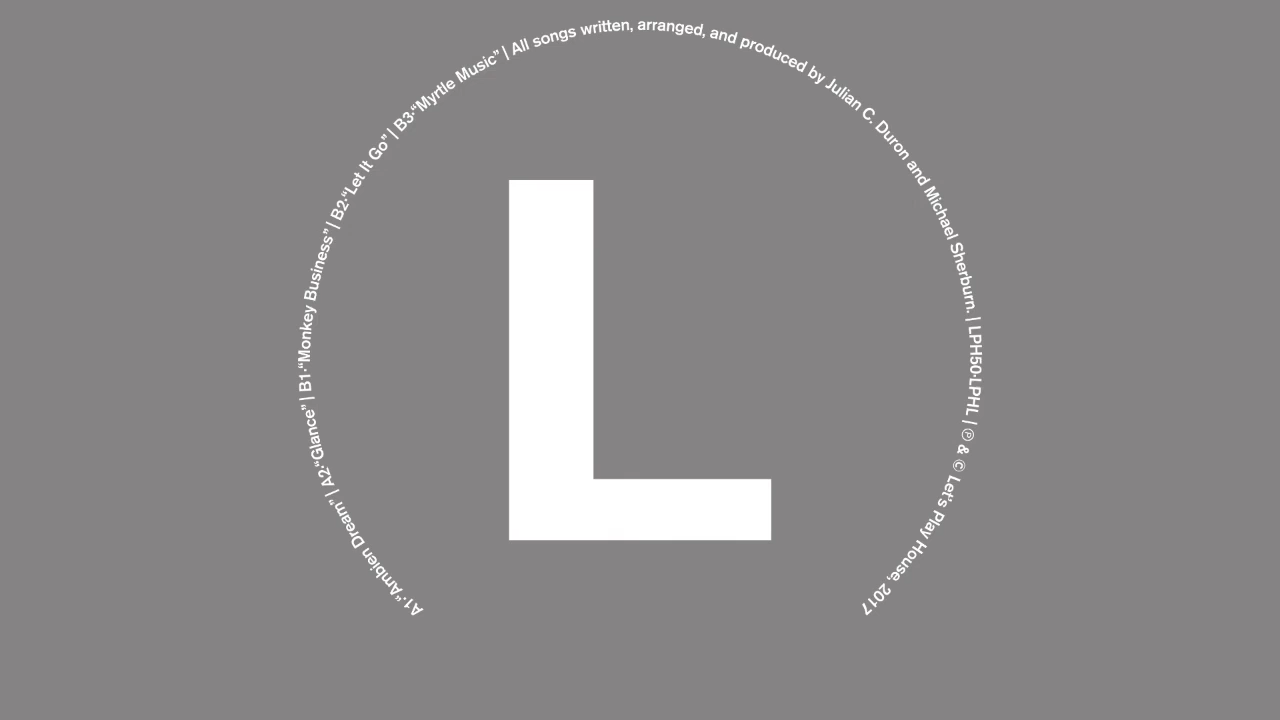 A1·“Ambien Dream” | A2·“Glance” | B1·“Monkey Business” | B2·“Let It Go” | B3·“Myrtle Music” | All songs written, arranged, and produced by Julian C. Duron and Michael Sherburn. | LPH50·LPHL | ℗ & © Let's Play House, 2017
L